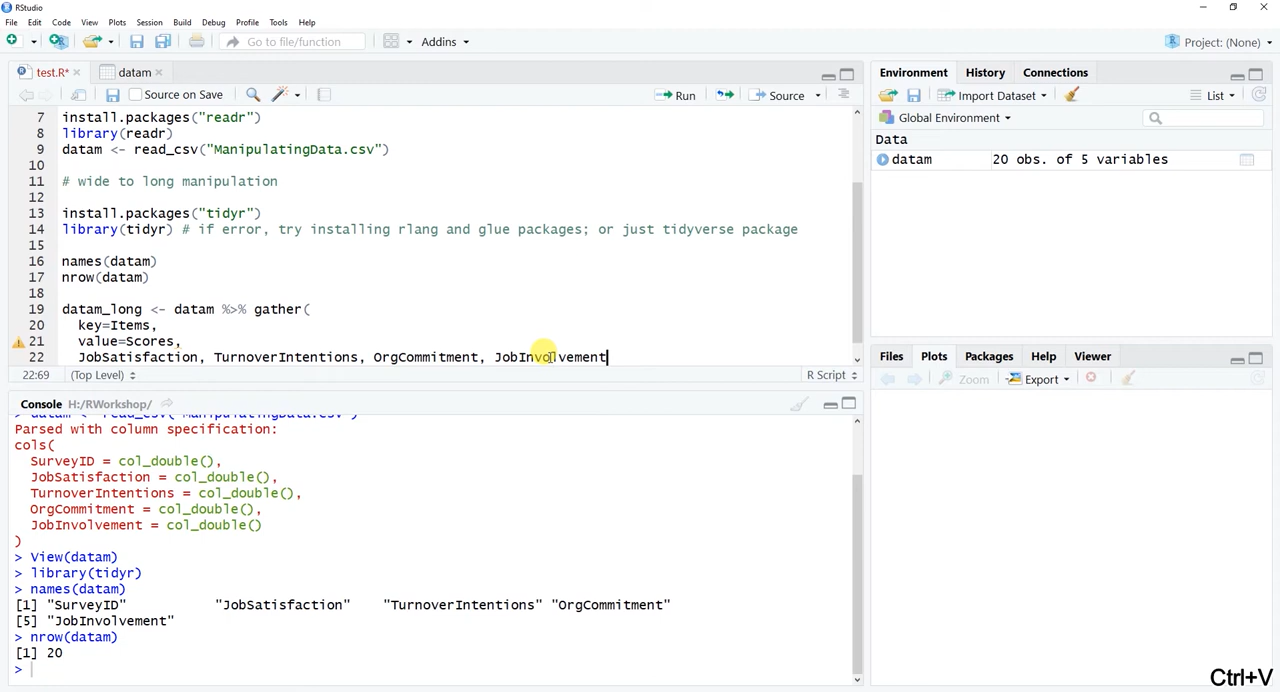 RStudio
File Edit Code View Plots Session Build Debug Profile Tools Help
Go to file/function Addins Project: (None)
test.R* datam
Source on Save Run Source
7 install.packages("readr")
8 library(readr)
9 datam <- read_csv("ManipulatingData.csv")
10
11 # wide to long manipulation
12
13 install.packages("tidyr")
14 library(tidyr) # if error, try installing rlang and glue packages; or just tidyverse package
15
16 names(datam)
17 nrow(datam)
18
19 datam_long <- datam %>% gather(
20 key=Items,
21 value=Scores,
22 JobSatisfaction, TurnoverIntentions, OrgCommitment, JobInvolvement
22:69 (Top Level) R Script
Console H:/RWorkshop/
> datam <- read_csv("ManipulatingData.csv")
Parsed with column specification:
cols(
SurveyID = col_double(),
JobSatisfaction = col_double(),
TurnoverIntentions = col_double(),
OrgCommitment = col_double(),
JobInvolvement = col_double()
)
> View(datam)
> library(tidyr)
> names(datam)
[1] "SurveyID" "JobSatisfaction" "TurnoverIntentions" "OrgCommitment"
[5] "JobInvolvement"
> nrow(datam)
[1] 20
>
Environment History Connections
Import Dataset List
Global Environment
Data
datam 20 obs. of 5 variables
Files Plots Packages Help Viewer
Zoom Export
Ctrl+V